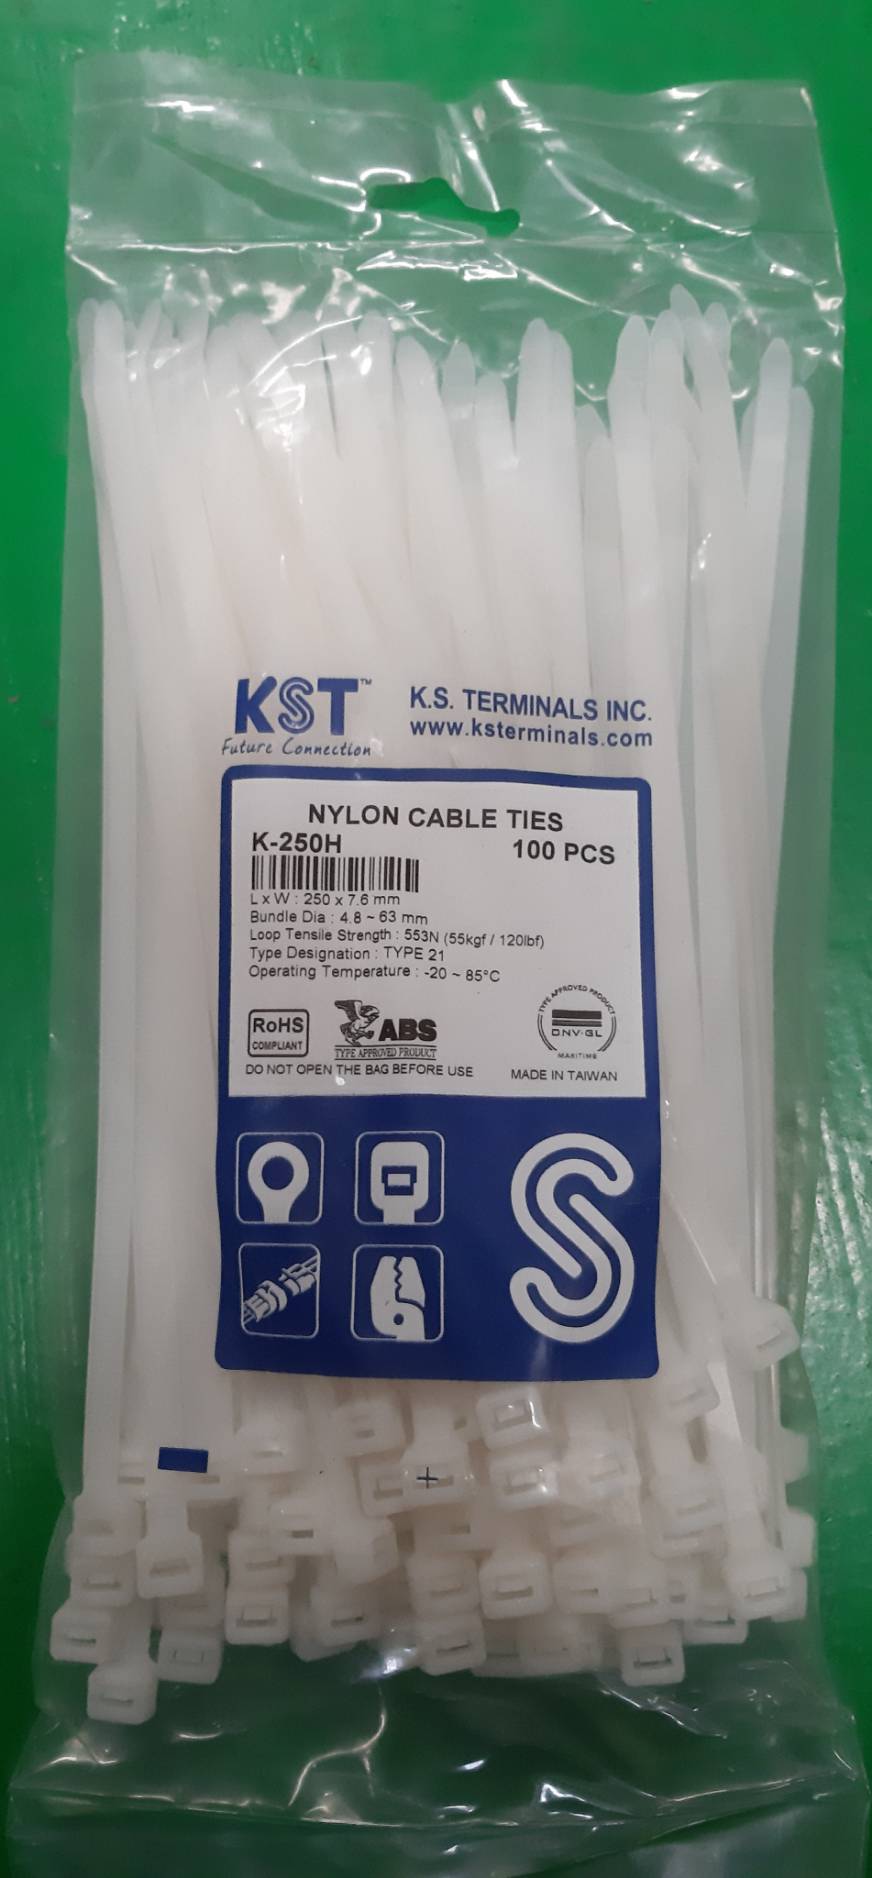 KST™
Future Connection
K.S. TERMINALS INC.
www.ksterminals.com
NYLON CABLE TIES
K-250H
100 PCS
L x W : 250 x 7.6 mm
Bundle Dia : 4.8 ~ 63 mm
Loop Tensile Strength : 553N (55kgf / 120lbf)
Type Designation : TYPE 21
Operating Temperature : -20 ~ 85°C
RoHS
COMPLIANT
ABS
TYPE APPROVED PRODUCT
TYPE APPROVED PRODUCT
DNV·GL
MARITIME
DO NOT OPEN THE BAG BEFORE USE
MADE IN TAIWAN